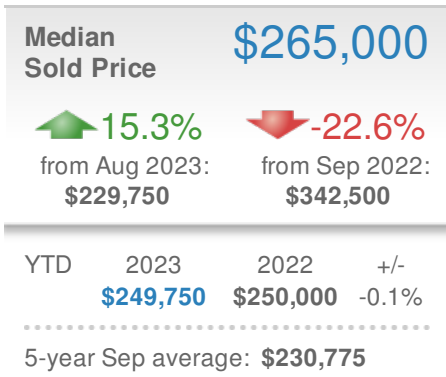 Median
Sold Price
$265,000
15.3%
from Aug 2023:
$229,750
-22.6%
from Sep 2022:
$342,500
YTD 2023 2022 +/-
$249,750 $250,000 -0.1%
5-year Sep average: $230,775